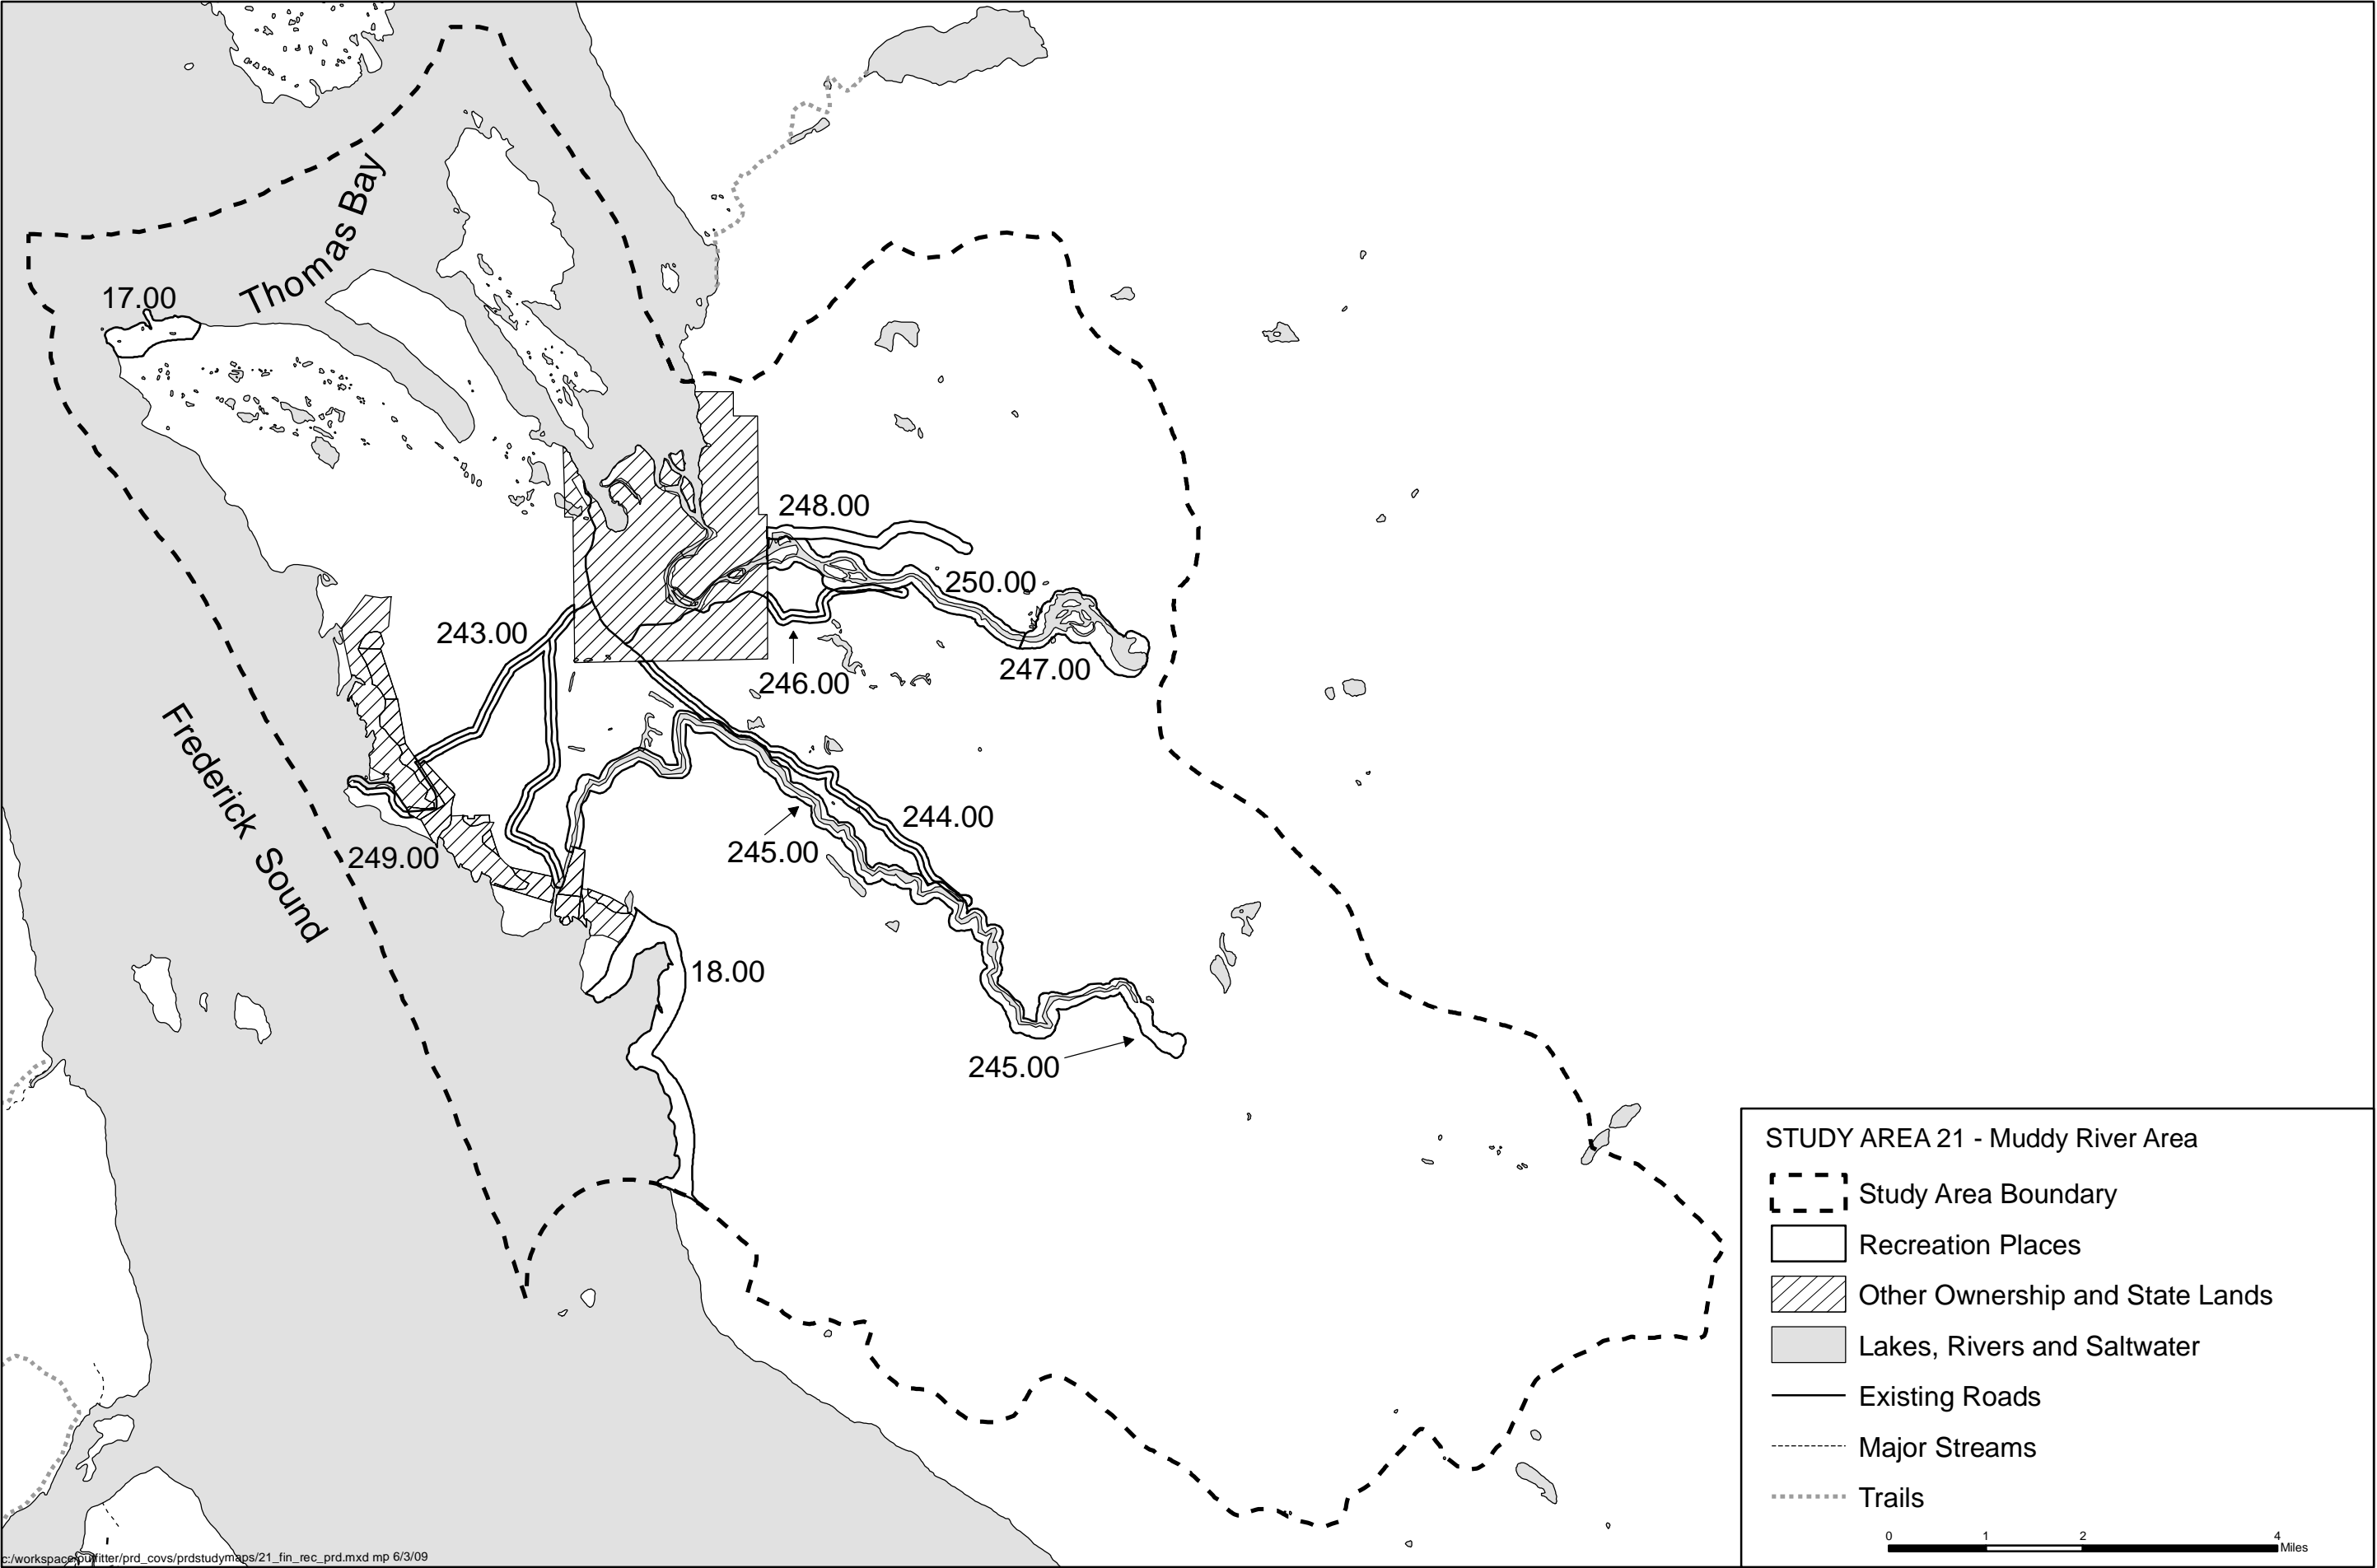 Thomas Bay
17.00
248.00
250.00
243.00
247.00
246.00
Frederick Sound
244.00
245.00
249.00
18.00
245.00
STUDY AREA 21 - Muddy River Area
Study Area Boundary
Recreation Places
Other Ownership and State Lands
Lakes, Rivers and Saltwater
Existing Roads
Major Streams
Trails
0 1 2 4
Miles
c:/workspace/outfitter/prd_covs/prdstudymaps/21_fin_rec_prd.mxd mp 6/3/09